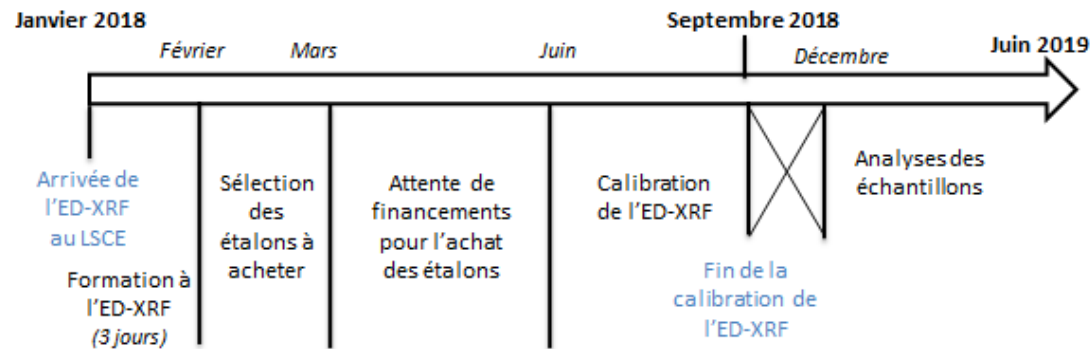 Janvier 2018
Septembre 2018
Février
Mars
Juin
Décembre
Juin 2019
Arrivée de
l'ED-XRF
au LSCE
Formation à
l'ED-XRF
(3 jours)
Sélection
des
étalons à
acheter
Attente de
financements
pour l'achat
des étalons
Calibration
de l'ED-XRF
Fin de la
calibration de
l'ED-XRF
Analyses des
échantillons